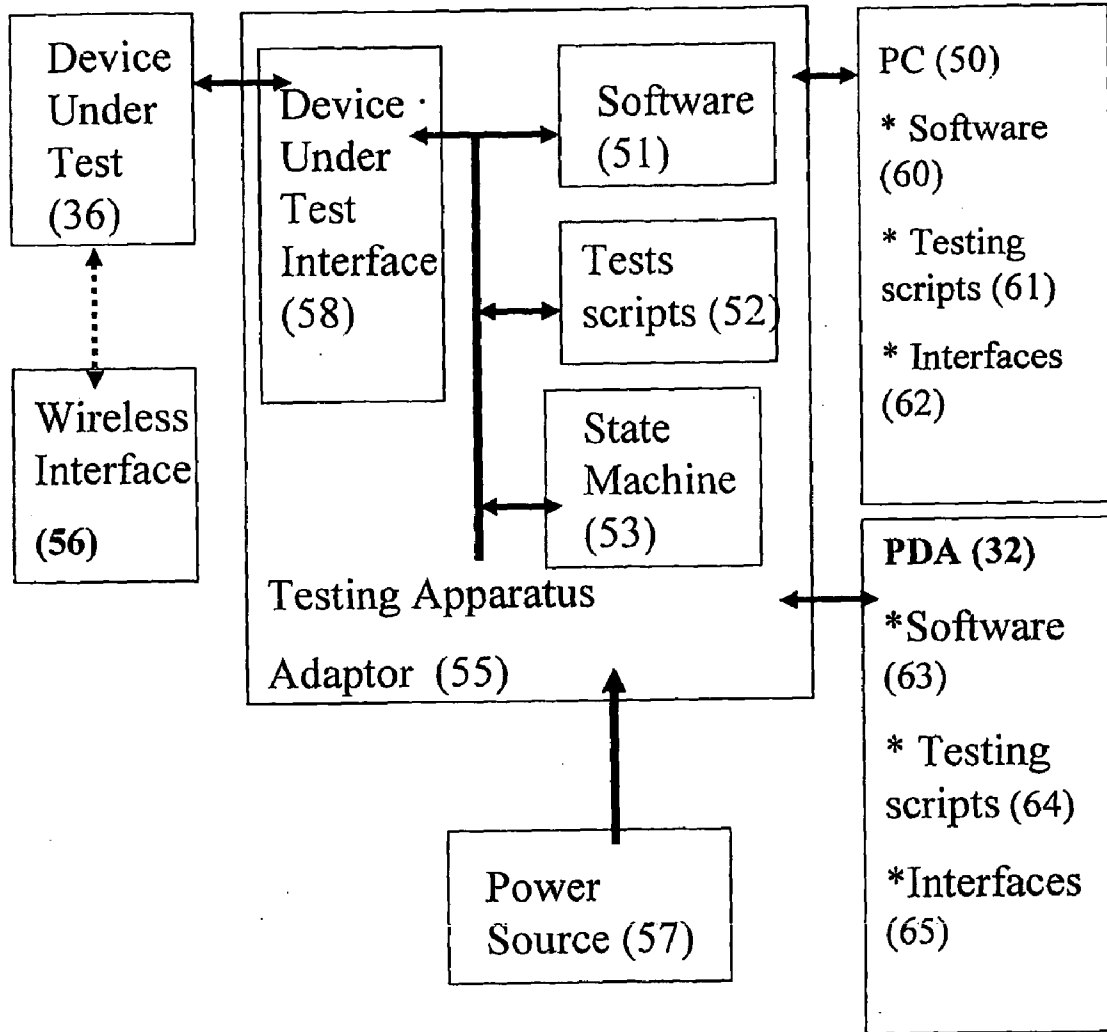 Device
Under
Test
(36)
Wireless
Interface
(56)
Device
Under
Test
Interface
(58)
Software
(51)
Tests
scripts (52)
State
Machine
(53)
Testing Apparatus
Adaptor (55)
Power
Source (57)
PC (50)
* Software
(60)
* Testing
scripts (61)
* Interfaces
(62)
PDA (32)
*Software
(63)
* Testing
scripts (64)
*Interfaces
(65)